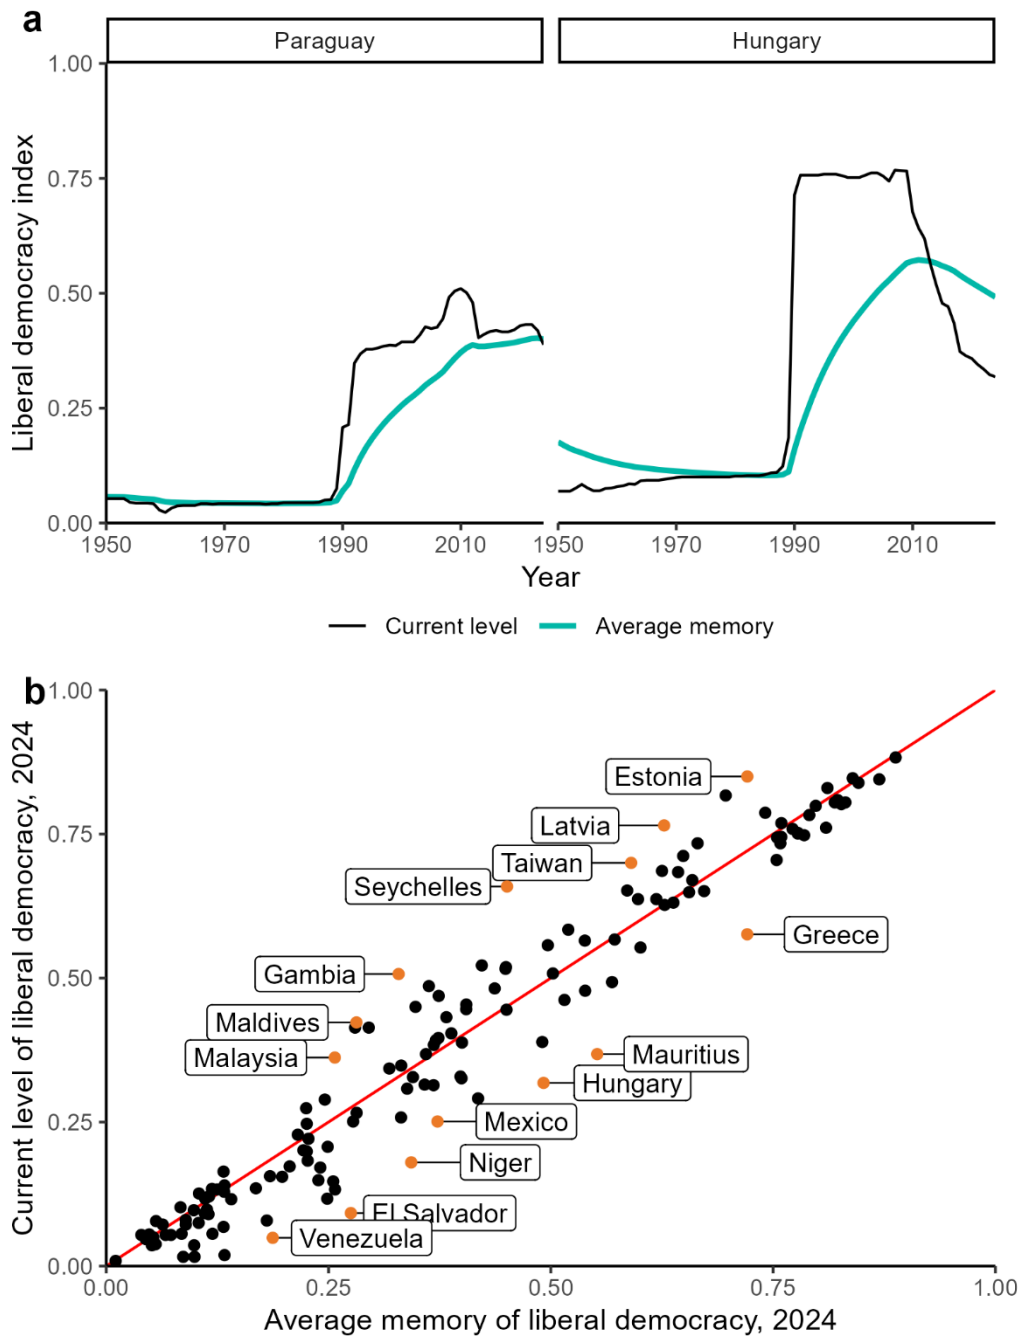 a
Paraguay
Hungary
1.00
0.75
0.50
0.25
0.00
Liberal democracy index
1950 1970 1990 2010
1950 1970 1990 2010
Year
Current level
Average memory
b
1.00
0.75
0.50
0.25
0.00
Current level of liberal democracy, 2024
Estonia
Latvia
Taiwan
Seychelles
Greece
Gambia
Maldives
Malaysia
Mauritius
Hungary
Mexico
Niger
El Salvador
Venezuela
0.00 0.25 0.50 0.75 1.00
Average memory of liberal democracy, 2024